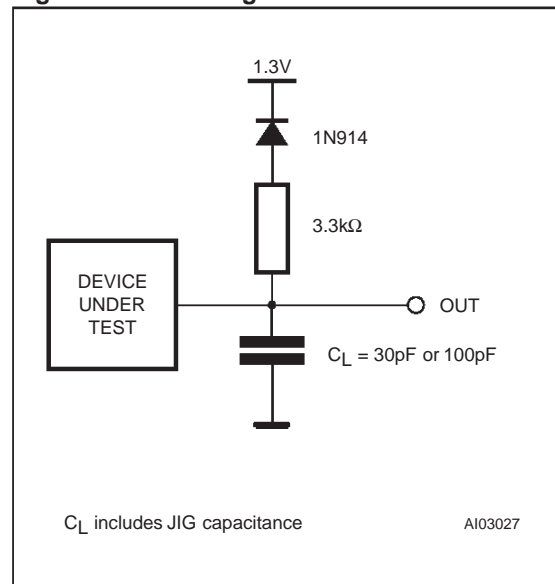 1.3V
1N914
3.3kΩ
DEVICE
UNDER
TEST
OUT
CL = 30pF or 100pF
CL includes JIG capacitance
AI03027